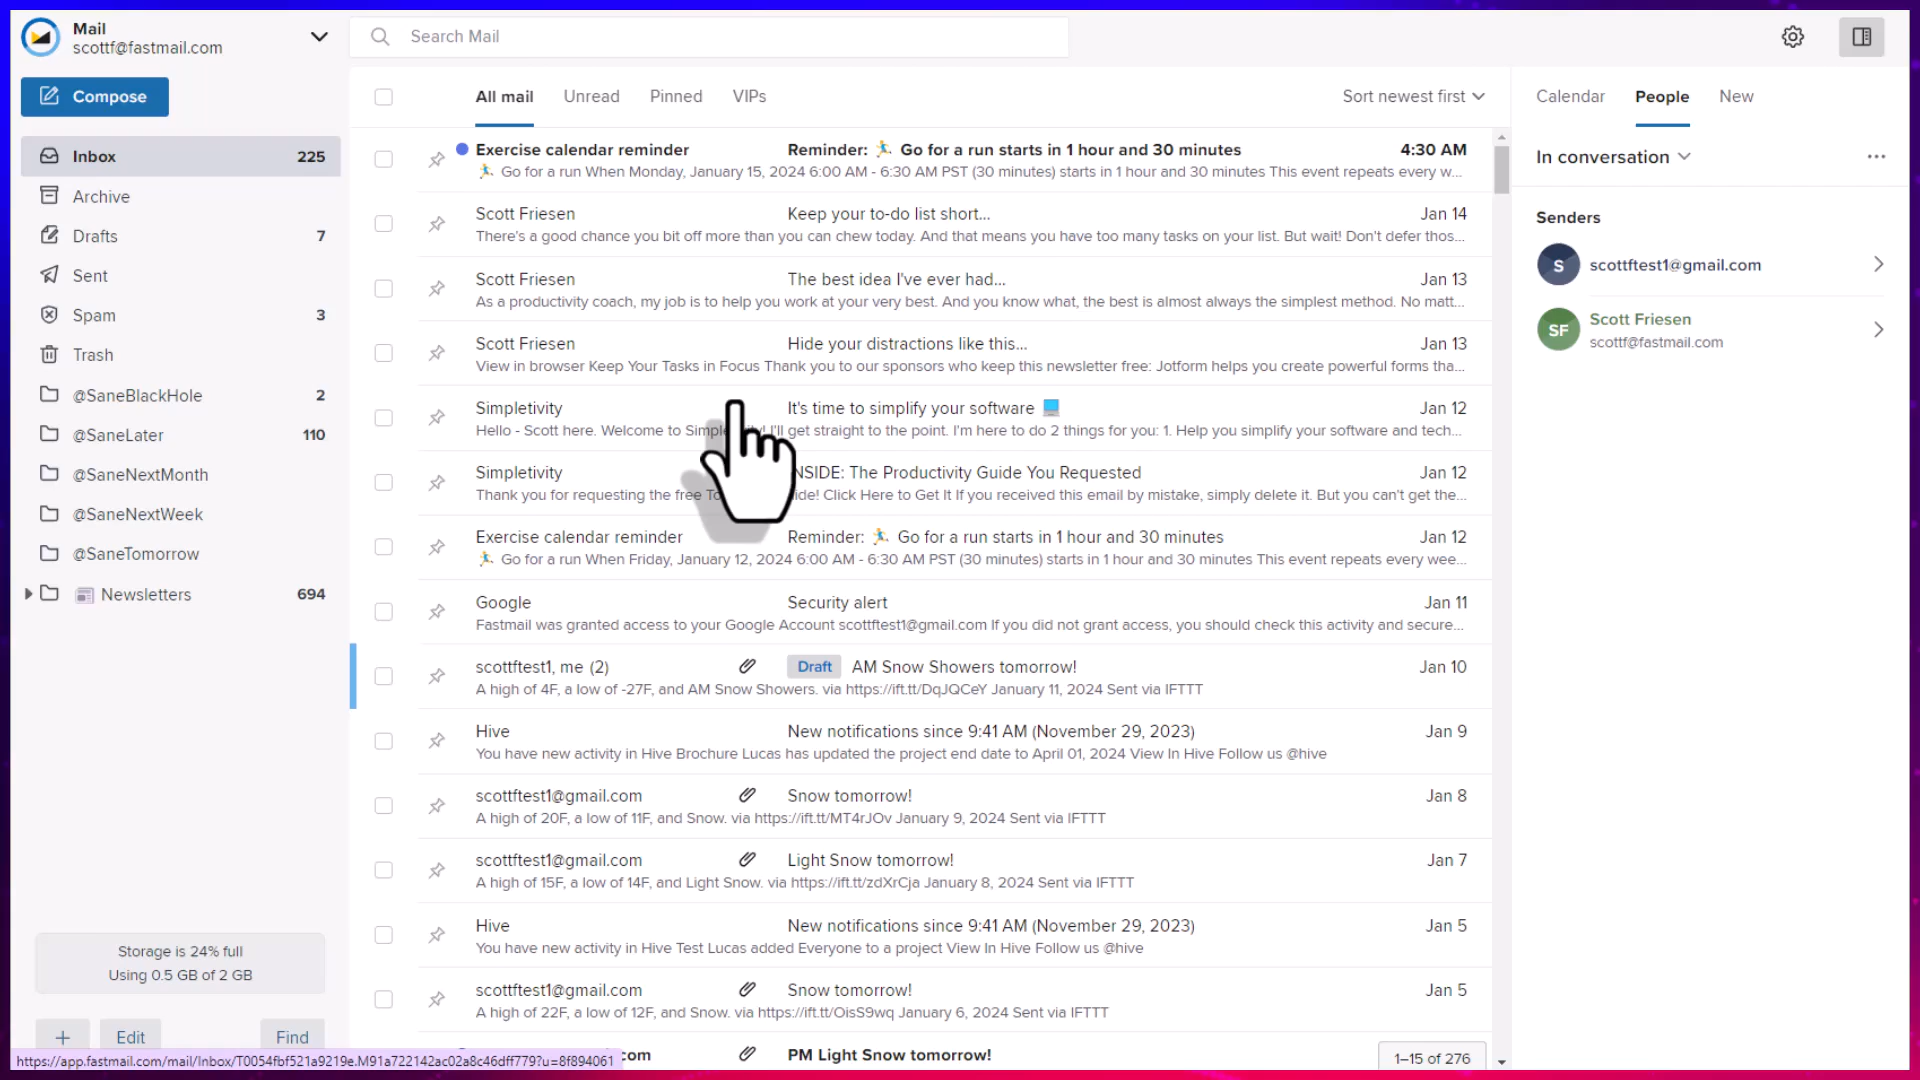 Mail
scottf@fastmail.com
Search Mail
Compose
Inbox 225
Archive
Drafts 7
Sent
Spam 3
Trash
@SaneBlackHole 2
@SaneLater 110
@SaneNextMonth
@SaneNextWeek
@SaneTomorrow
Newsletters 694
Storage is 24% full
Using 0.5 GB of 2 GB
+ Edit Find
https://app.fastmail.com/mail/Inbox/T0054fbf521a9219e.M91a722142ac02a8c46dff779?u=8f894061
All mail Unread Pinned VIPs Sort newest first
Exercise calendar reminder Reminder: 🏃 Go for a run starts in 1 hour and 30 minutes 4:30 AM
🏃 Go for a run When Monday, January 15, 2024 6:00 AM - 6:30 AM PST (30 minutes) starts in 1 hour and 30 minutes This event repeats every w...
Scott Friesen Keep your to-do list short... Jan 14
There's a good chance you bit off more than you can chew today. And that means you have too many tasks on your list. But wait! Don't defer thos...
Scott Friesen The best idea I've ever had... Jan 13
As a productivity coach, my job is to help you work at your very best. And you know what, the best is almost always the simplest method. No matt...
Scott Friesen Hide your distractions like this... Jan 13
View in browser Keep Your Tasks in Focus Thank you to our sponsors who keep this newsletter free: Jotform helps you create powerful forms tha...
Simpletivity It's time to simplify your software 💻 Jan 12
Hello - Scott here. Welcome to I'll get straight to the point. I'm here to do 2 things for you: 1. Help you simplify your software and tech...
Simpletivity INSIDE: The Productivity Guide You Requested Jan 12
Thank you for requesting the free Click Here to Get It If you received this email by mistake, simply delete it. But you can't get the...
Exercise calendar reminder Reminder: 🏃 Go for a run starts in 1 hour and 30 minutes Jan 12
🏃 Go for a run When Friday, January 12, 2024 6:00 AM - 6:30 AM PST (30 minutes) starts in 1 hour and 30 minutes This event repeats every wee...
Google Security alert Jan 11
Fastmail was granted access to your Google Account scottftest1@gmail.com If you did not grant access, you should check this activity and secure...
scottftest1, me (2) Draft AM Snow Showers tomorrow! Jan 10
A high of 4F, a low of -27F, and AM Snow Showers. via https://ift.tt/DqJQCeY January 11, 2024 Sent via IFTTT
Hive New notifications since 9:41 AM (November 29, 2023) Jan 9
You have new activity in Hive Brochure Lucas has updated the project end date to April 01, 2024 View In Hive Follow us @hive
scottftest1@gmail.com Snow tomorrow! Jan 8
A high of 20F, a low of 11F, and Snow. via https://ift.tt/MT4rJOv January 9, 2024 Sent via IFTTT
scottftest1@gmail.com Light Snow tomorrow! Jan 7
A high of 15F, a low of 14F, and Light Snow. via https://ift.tt/zdXrCja January 8, 2024 Sent via IFTTT
Hive New notifications since 9:41 AM (November 29, 2023) Jan 5
You have new activity in Hive Test Lucas added Everyone to a project View In Hive Follow us @hive
scottftest1@gmail.com Snow tomorrow! Jan 5
A high of 22F, a low of 12F, and Snow. via https://ift.tt/OisS9wq January 6, 2024 Sent via IFTTT
com PM Light Snow tomorrow! 1–15 of 276
Calendar People New
In conversation
Senders
S scottftest1@gmail.com
SF Scott Friesen
scottf@fastmail.com